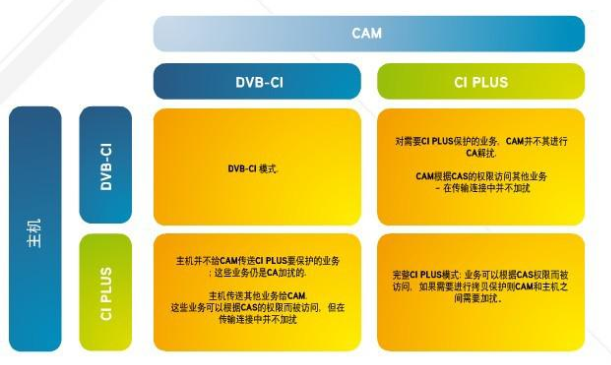 CAM
DVB-CI
CI PLUS
主机
DVB-CI
DVB-CI 模式.
对需要CI PLUS保护的业务, CAM并不其进行
CA解扰.
CAM根据CAS的权限访问其他业务
- 在传输连接中并不加扰
CI PLUS
主机并不给CAM传送CI PLUS要保护的业务
; 这些业务仍是CA加扰的.
主机传送其他业务给CAM.
这些业务可以根据CAS的权限而被访问, 但在
传输连接中并不加扰
完整CI PLUS模式: 业务可以根据CAS权限而被
访问, 如果需要进行拷贝保护则CAM和主机之
间需要加扰。